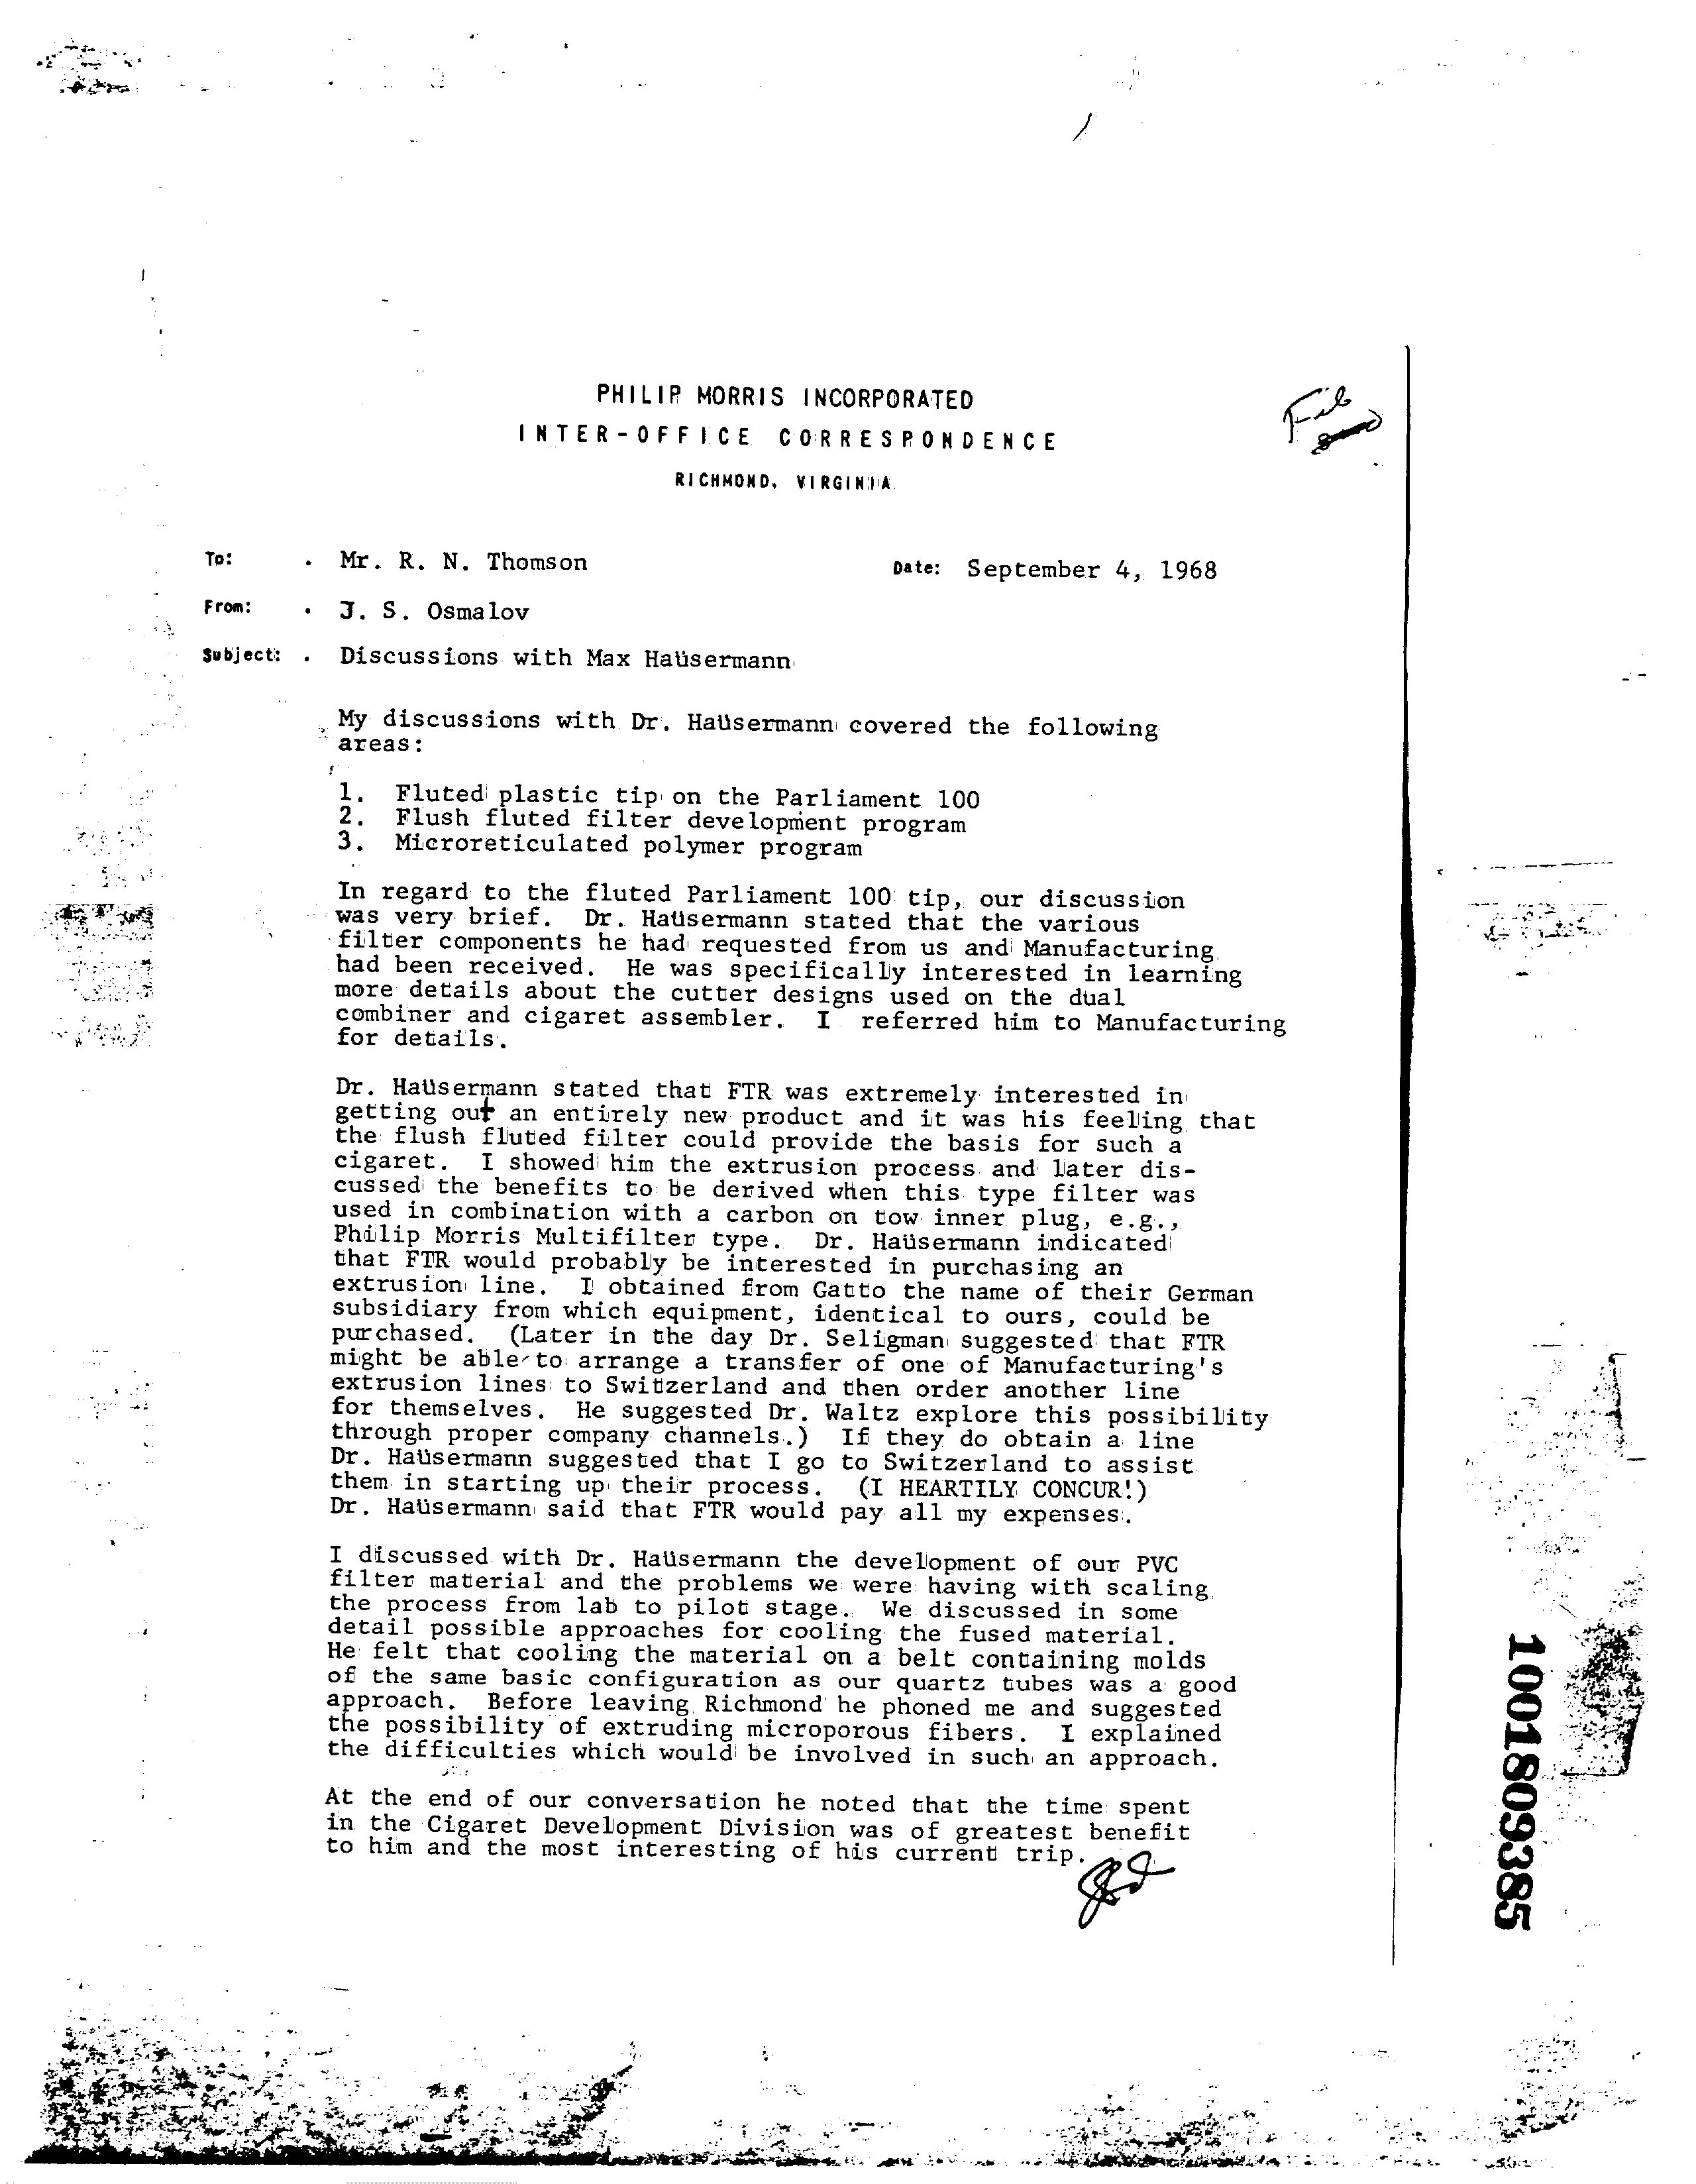 PHILIP MORRIS INCORPORATED
INTER-OFFICE CORRESPONDENCE
RICHMOND, VIRGINIA
File
To: . Mr. R. N. Thomson
Date: September 4, 1968
From: . J. S. Osmalov
Subject: . Discussions with Max Haüsermann
My discussions with Dr. Haüsermann covered the following
areas:
1. Fluted plastic tip on the Parliament 100
2. Flush fluted filter development program
3. Microreticulated polymer program
In regard to the fluted Parliament 100 tip, our discussion
was very brief. Dr. Haüsermann stated that the various
filter components he had requested from us and Manufacturing
had been received. He was specifically interested in learning
more details about the cutter designs used on the dual
combiner and cigaret assembler. I referred him to Manufacturing
for details.
Dr. Haüsermann stated that FTR was extremely interested in
getting out an entirely new product and it was his feeling that
the flush fluted filter could provide the basis for such a
cigaret. I showed him the extrusion process and later dis-
cussed the benefits to be derived when this type filter was
used in combination with a carbon on tow inner plug, e.g.,
Philip Morris Multifilter type. Dr. Haüsermann indicated
that FTR would probably be interested in purchasing an
extrusion line. I obtained from Gatto the name of their German
subsidiary from which equipment, identical to ours, could be
purchased. (Later in the day Dr. Seligman suggested that FTR
might be able to arrange a transfer of one of Manufacturing's
extrusion lines to Switzerland and then order another line
for themselves. He suggested Dr. Waltz explore this possibility
through proper company channels.) If they do obtain a line
Dr. Haüsermann suggested that I go to Switzerland to assist
them in starting up their process. (I HEARTILY CONCUR!)
Dr. Haüsermann said that FTR would pay all my expenses.
I discussed with Dr. Haüsermann the development of our PVC
filter material and the problems we were having with scaling
the process from lab to pilot stage. We discussed in some
detail possible approaches for cooling the fused material.
He felt that cooling the material on a belt containing molds
of the same basic configuration as our quartz tubes was a good
approach. Before leaving Richmond he phoned me and suggested
the possibility of extruding microporous fibers. I explained
the difficulties which would be involved in such an approach.
At the end of our conversation he noted that the time spent
in the Cigaret Development Division was of greatest benefit
to him and the most interesting of his current trip.
1001809385